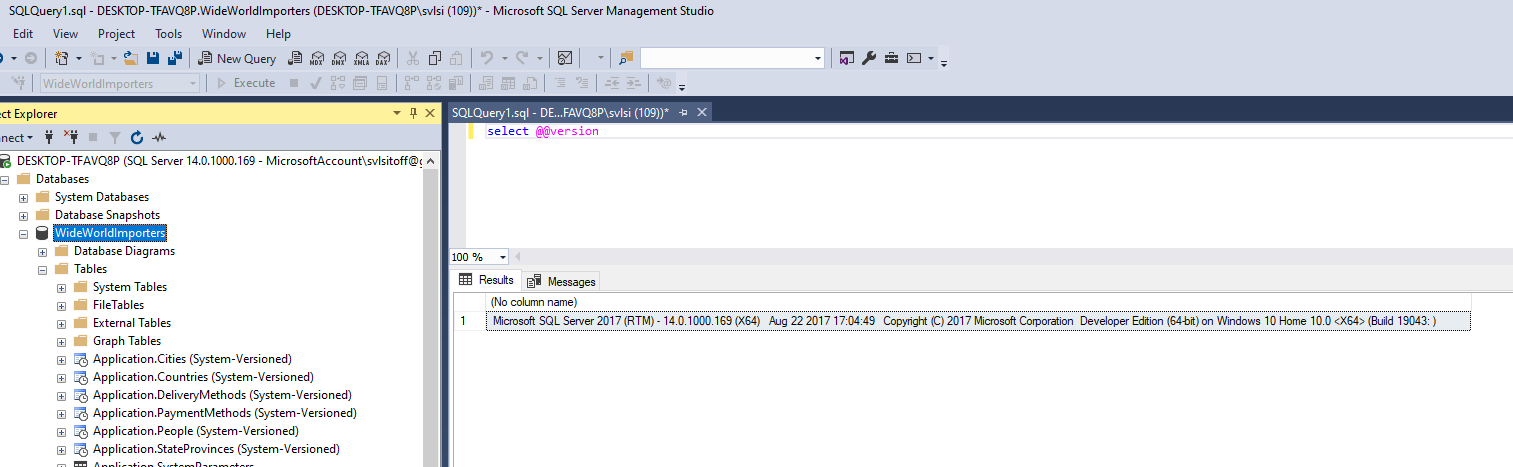 SQLQuery1.sql - DESKTOP-TFAVQ8P.WideWorldImporters (DESKTOP-TFAVQ8P\svlsi (109))* - Microsoft SQL Server Management Studio
Edit View Project Tools Window Help
New Query MDX DMX XMLA DAX
WideWorldImporters Execute
ect Explorer
SQLQuery1.sql - DE...FAVQ8P\svlsi (109))*
nnect
select @@version
DESKTOP-TFAVQ8P (SQL Server 14.0.1000.169 - MicrosoftAccount\svlsitoff@g
Databases
System Databases
Database Snapshots
WideWorldImporters
Database Diagrams
100 %
Tables
Results Messages
System Tables
FileTables
(No column name)
External Tables
1 Microsoft SQL Server 2017 (RTM) - 14.0.1000.169 (X64) Aug 22 2017 17:04:49 Copyright (C) 2017 Microsoft Corporation Developer Edition (64-bit) on Windows 10 Home 10.0 <X64> (Build 19043: )
Graph Tables
Application.Cities (System-Versioned)
Application.Countries (System-Versioned)
Application.DeliveryMethods (System-Versioned)
Application.PaymentMethods (System-Versioned)
Application.People (System-Versioned)
Application.StateProvinces (System-Versioned)
Application.SystemParameters